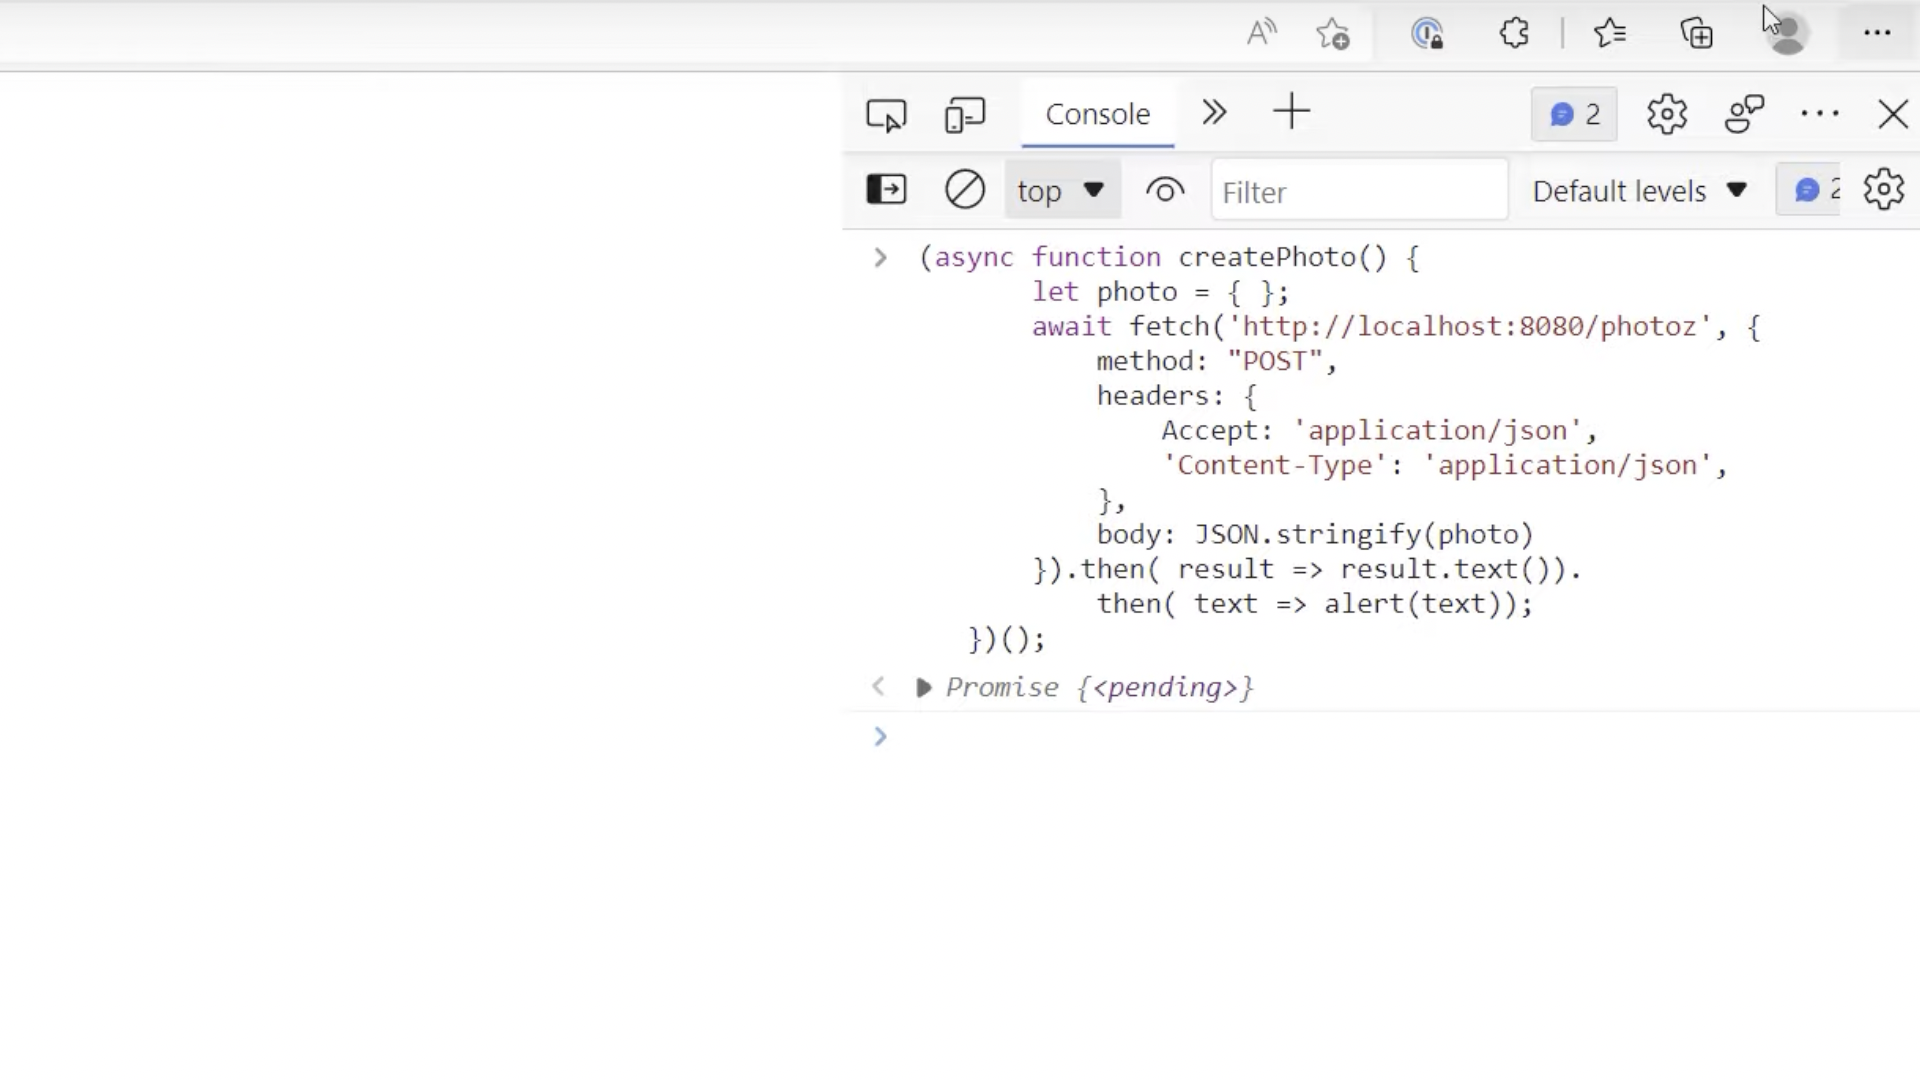 Console
2
top
Filter
Default levels
2
(async function createPhoto() {
let photo = { };
await fetch('http://localhost:8080/photoz', {
method: "POST",
headers: {
Accept: 'application/json',
'Content-Type': 'application/json',
},
body: JSON.stringify(photo)
}).then( result => result.text()).
then( text => alert(text));
})();
Promise {<pending>}